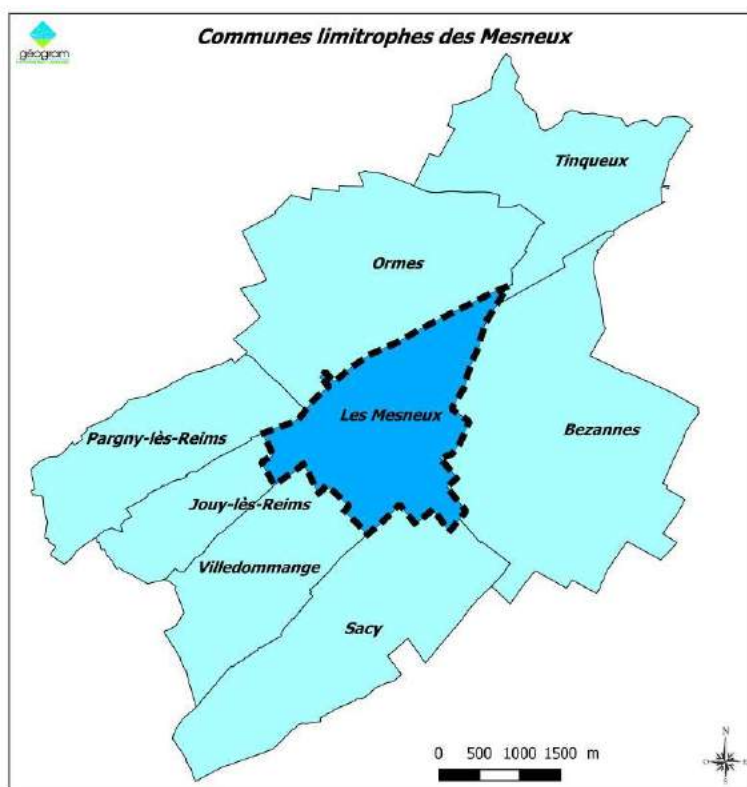 Communes limitrophes des Mesneux
géogram
Tinqueux
Ormes
Les Mesneux
Bezannes
Pargny-lès-Reims
Jouy-lès-Reims
Villedommange
Sacy
0 500 1000 1500 m
N
O E
S